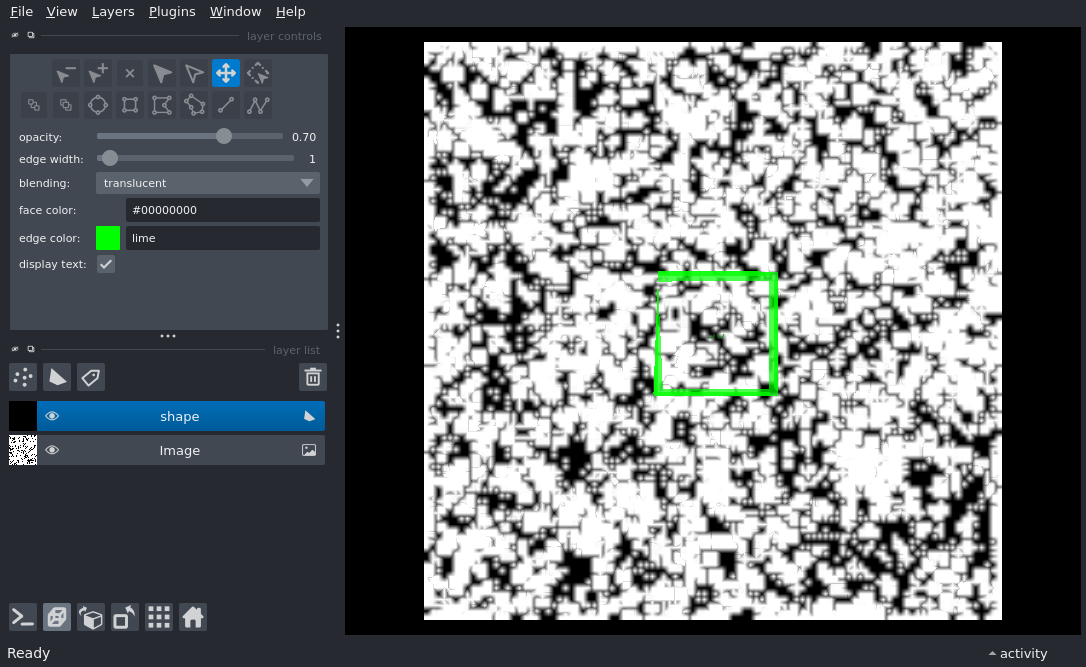 File View Layers Plugins Window Help
layer controls
opacity: 0.70
edge width: 1
blending: translucent
face color: #00000000
edge color: lime
display text:
layer list
shape
Image
Ready
activity